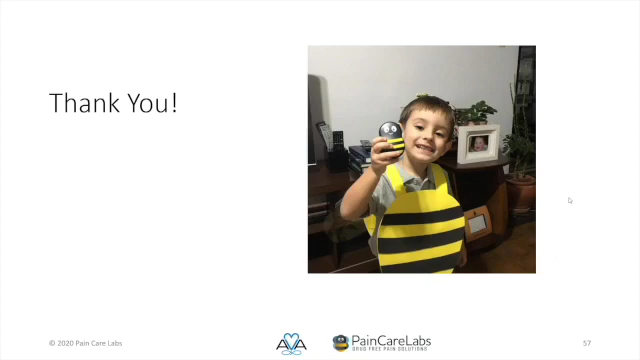 Thank You!
© 2020 Pain Care Labs
AVA
PainCareLabs
DRUG FREE PAIN SOLUTIONS
57